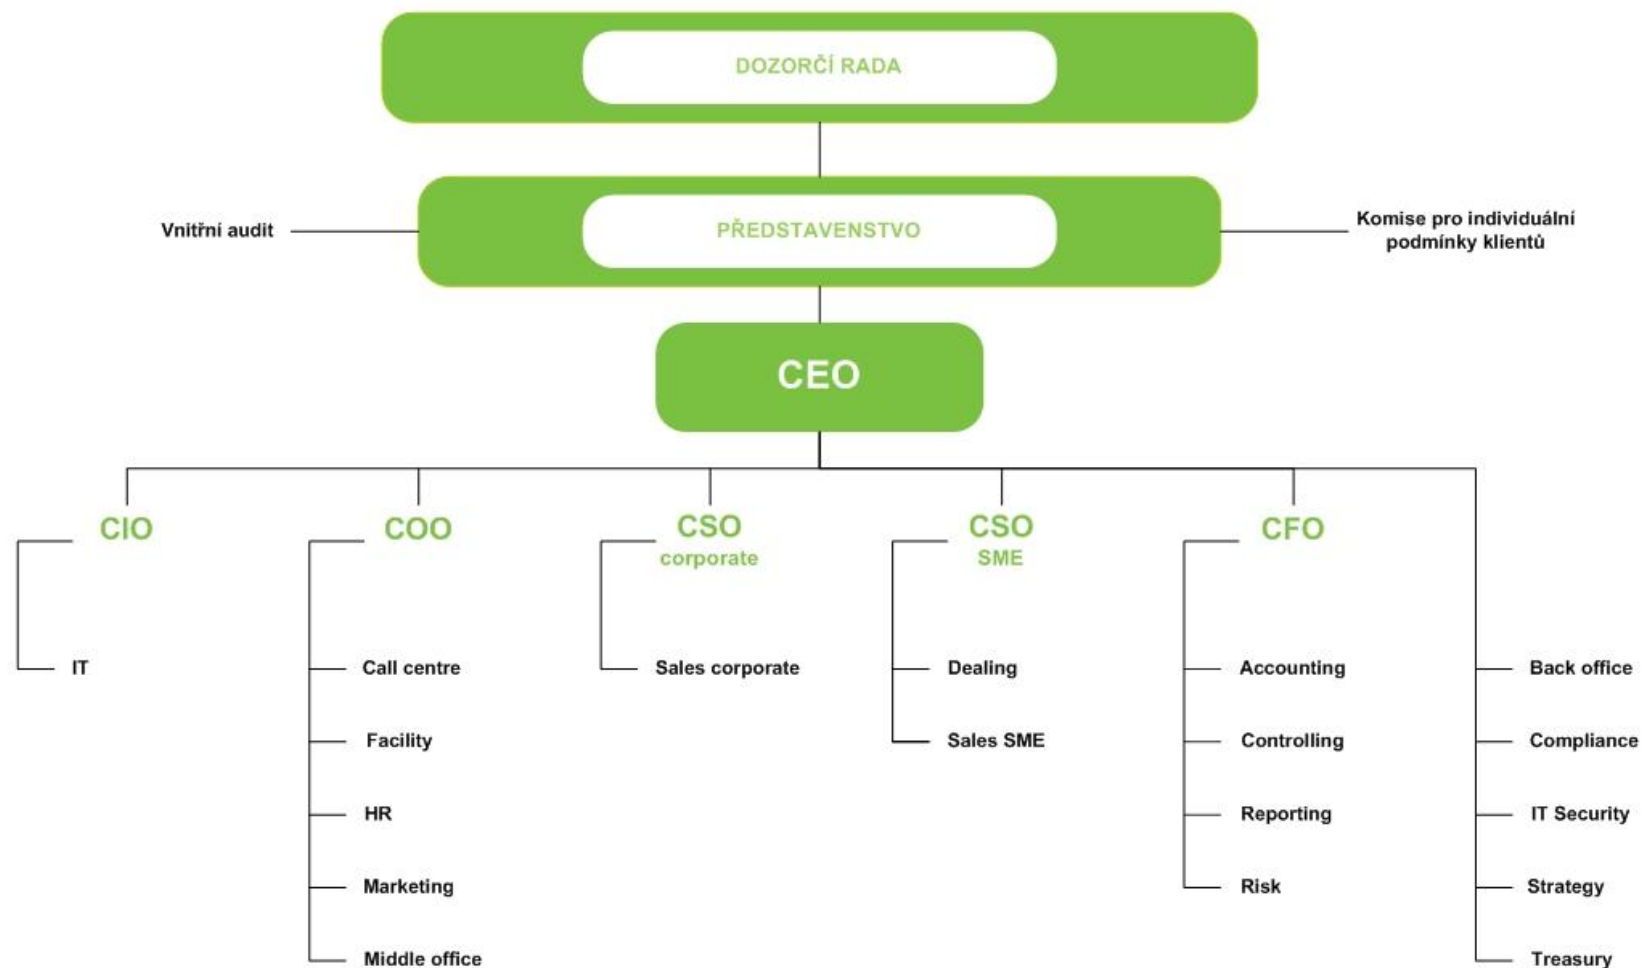 DOZORČÍ RADA
Vnitřní audit
PŘEDSTAVENSTVO
Komise pro individuální
podmínky klientů
CEO
CIO
IT
COO
Call centre
Facility
HR
Marketing
Middle office
CSO
corporate
Sales corporate
CSO
SME
Dealing
Sales SME
CFO
Accounting
Controlling
Reporting
Risk
Back office
Compliance
IT Security
Strategy
Treasury